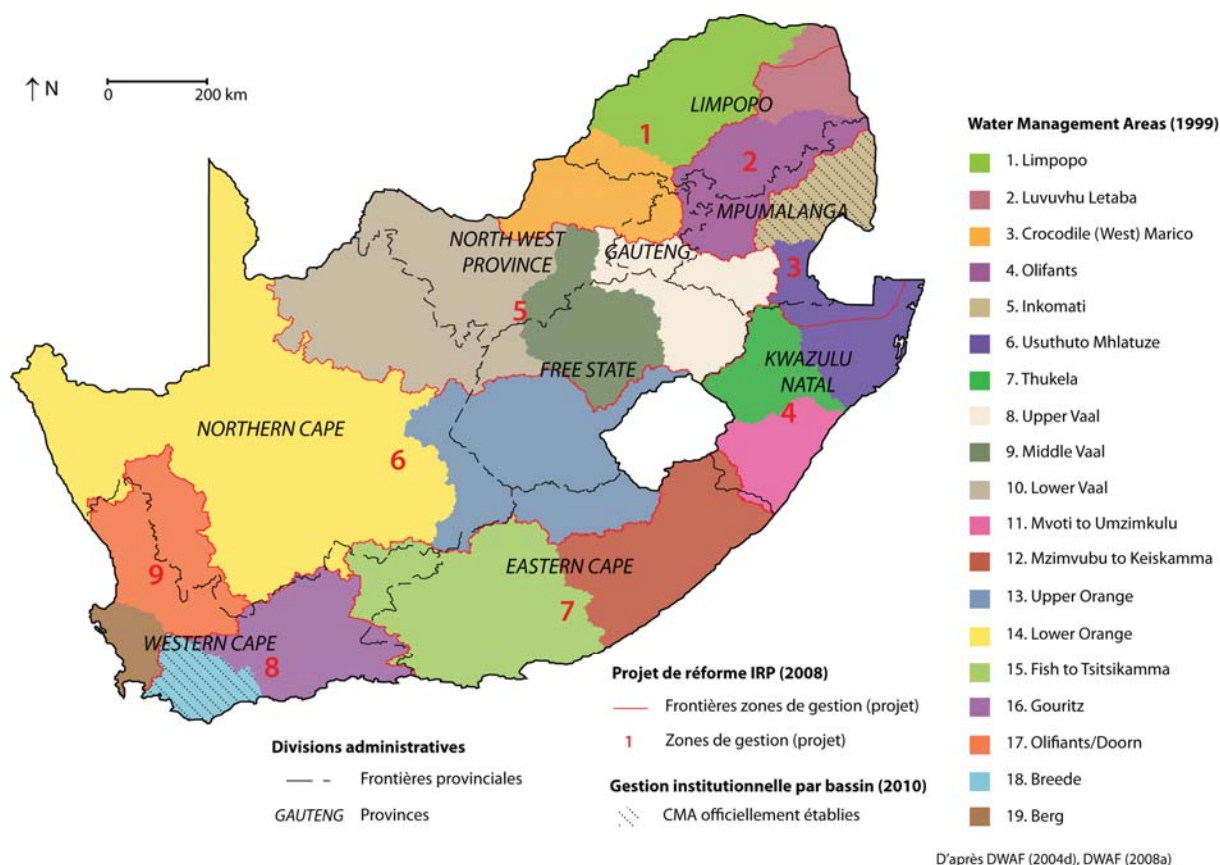 ↑ N
0 200 km
LIMPOPO
1
2
MPUMALANGA
NORTH WEST
PROVINCE
GAUTENG
3
5
FREE STATE
KWAZULU
NATAL
4
NORTHERN CAPE
6
9
EASTERN CAPE
7
WESTERN CAPE
8
Water Management Areas (1999)
1. Limpopo
2. Luvuvhu Letaba
3. Crocodile (West) Marico
4. Olifants
5. Inkomati
6. Usuthuto Mhlatuze
7. Thukela
8. Upper Vaal
9. Middle Vaal
10. Lower Vaal
11. Mvoti to Umzimkulu
12. Mzimvubu to Keiskamma
13. Upper Orange
14. Lower Orange
15. Fish to Tsitsikamma
16. Gouritz
17. Olifiants/Doorn
18. Breede
19. Berg
Divisions administratives
Frontières provinciales
GAUTENG Provinces
Projet de réforme IRP (2008)
Frontières zones de gestion (projet)
1 Zones de gestion (projet)
Gestion institutionnelle par bassin (2010)
CMA officiellement établies
D'après DWAF (2004d), DWAF (2008a)